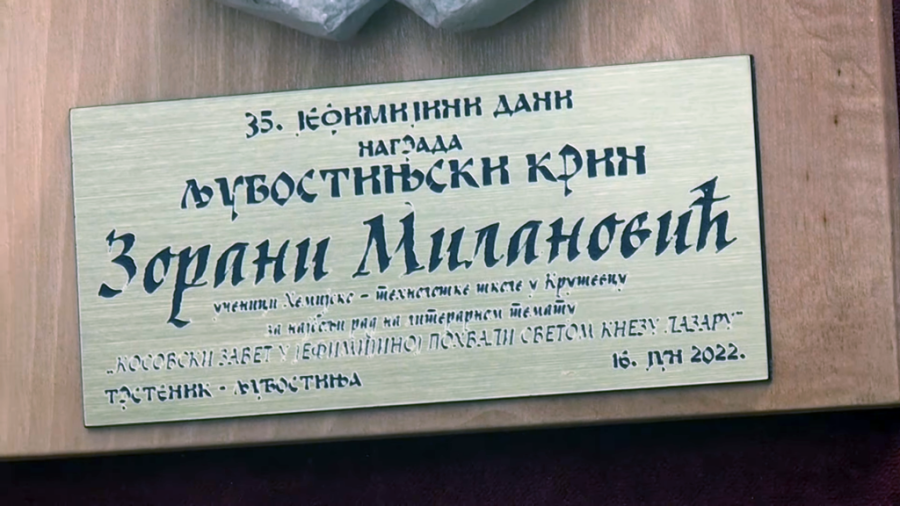 35. ЈЕФИМИЈИНИ ДАНИ
НАГРАДА
ЉУБОСТИЊСКИ КРИН
Зорани Милановић
ученици Хемијско - технолошке школе у Крушевцу
за најбољи рад на литерарном темату
„КОСОВСКИ ЗАВЕТ У ЈЕФИМИЈИНОЈ ПОХВАЛИ СВЕТОМ КНЕЗУ ЛАЗАРУ"
16. ЈУН 2022.
ТРСТЕНИК - ЉУБОСТИЊА